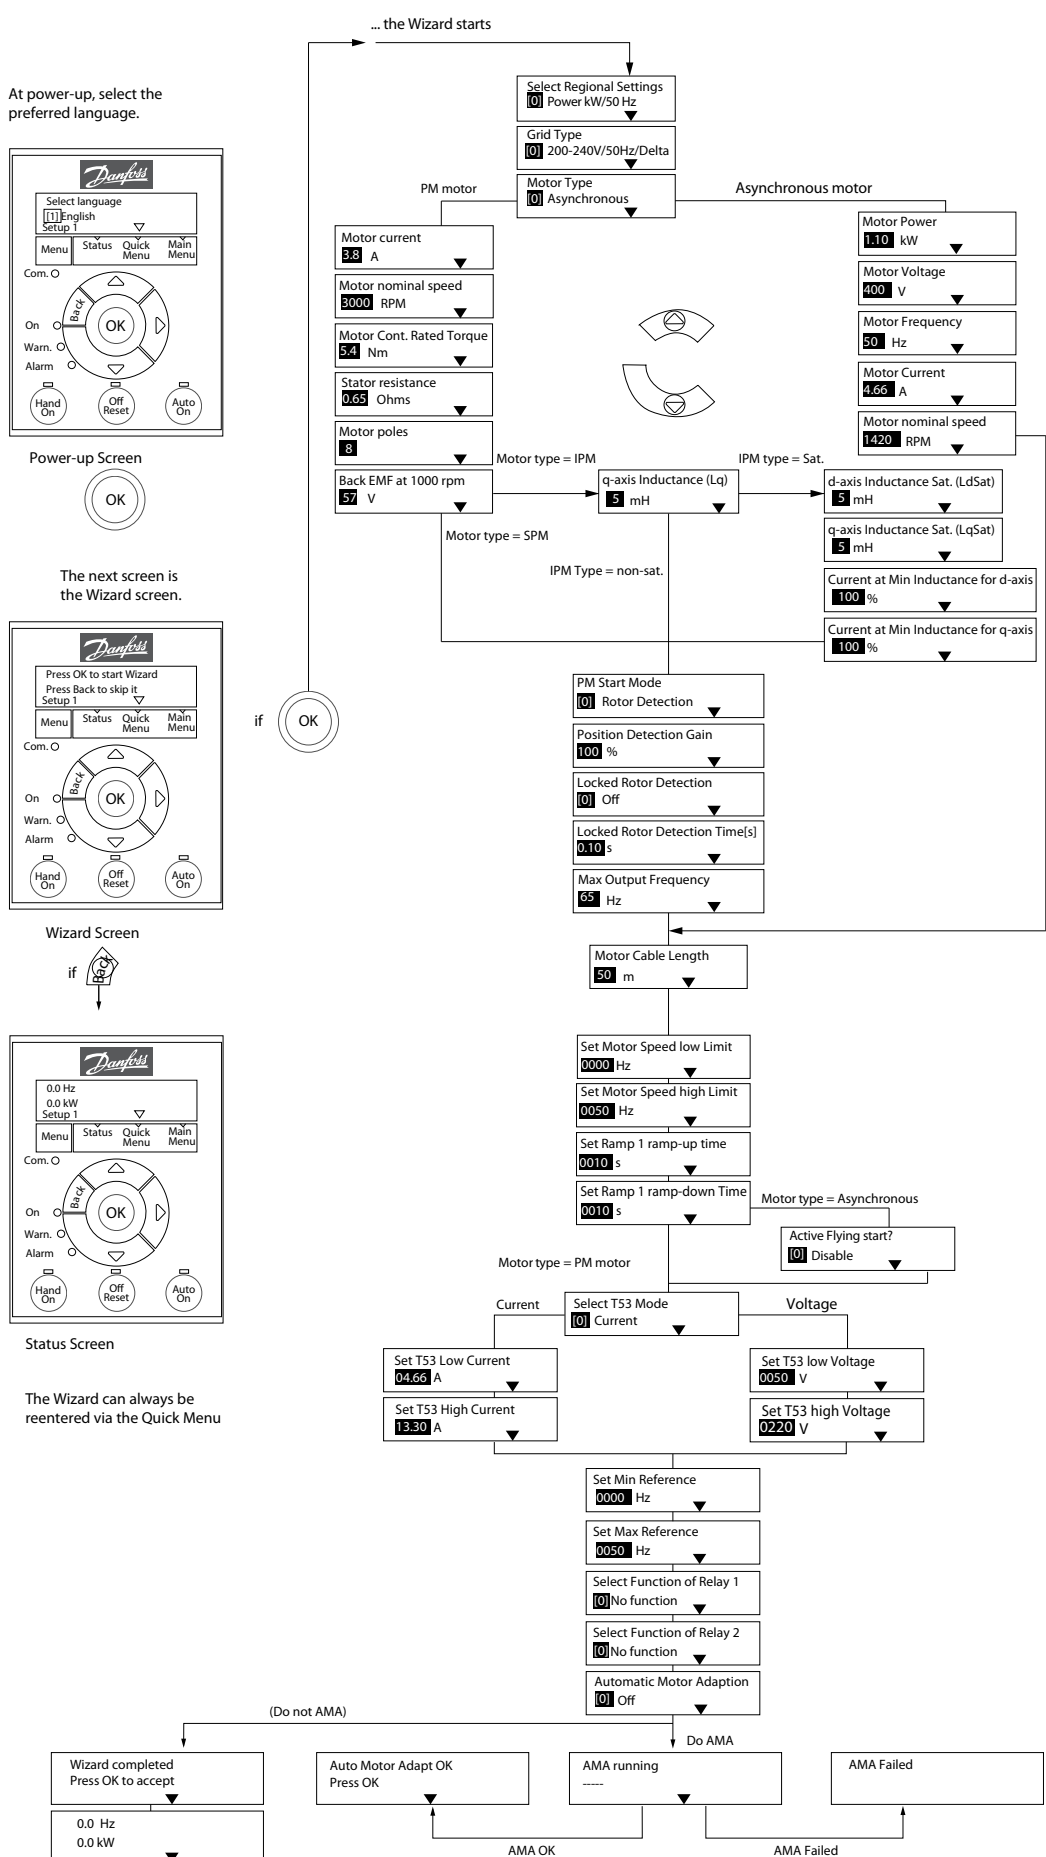 ... the Wizard starts
At power-up, select the
preferred language.
Danfoss
Select language
[1] English
Setup 1
Menu
Status
Quick
Menu
Main
Menu
Com.
Back
OK
On
Warn.
Alarm
Hand
On
Off
Reset
Auto
On
Power-up Screen
OK
The next screen is
the Wizard screen.
Danfoss
Press OK to start Wizard
Press Back to skip it
Setup 1
Menu
Status
Quick
Menu
Main
Menu
Com.
Back
OK
On
Warn.
Alarm
Hand
On
Off
Reset
Auto
On
Wizard Screen
if
Back
if
OK
Danfoss
0.0 Hz
0.0 kW
Setup 1
Menu
Status
Quick
Menu
Main
Menu
Com.
Back
OK
On
Warn.
Alarm
Hand
On
Off
Reset
Auto
On
Status Screen
The Wizard can always be
reentered via the Quick Menu
Select Regional Settings
[0] Power kW/50 Hz
Grid Type
[0] 200-240V/50Hz/Delta
Motor Type
[0] Asynchronous
PM motor
Asynchronous motor
Motor current
3.8 A
Motor nominal speed
3000 RPM
Motor Cont. Rated Torque
5.4 Nm
Stator resistance
0.65 Ohms
Motor poles
8
Back EMF at 1000 rpm
57 V
Motor Power
1.10 kW
Motor Voltage
400 V
Motor Frequency
50 Hz
Motor Current
4.66 A
Motor nominal speed
1420 RPM
Motor type = IPM
q-axis Inductance (Lq)
5 mH
IPM type = Sat.
d-axis Inductance Sat. (LdSat)
5 mH
q-axis Inductance Sat. (LqSat)
5 mH
Current at Min Inductance for d-axis
100 %
Current at Min Inductance for q-axis
100 %
Motor type = SPM
IPM Type = non-sat.
PM Start Mode
[0] Rotor Detection
Position Detection Gain
100 %
Locked Rotor Detection
[0] Off
Locked Rotor Detection Time[s]
0.10 s
Max Output Frequency
65 Hz
Motor Cable Length
50 m
Set Motor Speed low Limit
0000 Hz
Set Motor Speed high Limit
0050 Hz
Set Ramp 1 ramp-up time
0010 s
Set Ramp 1 ramp-down Time
0010 s
Motor type = Asynchronous
Active Flying start?
[0] Disable
Motor type = PM motor
Current
Select T53 Mode
[0] Current
Voltage
Set T53 Low Current
04.66 A
Set T53 High Current
13.30 A
Set T53 low Voltage
0050 V
Set T53 high Voltage
0220 V
Set Min Reference
0000 Hz
Set Max Reference
0050 Hz
Select Function of Relay 1
[0] No function
Select Function of Relay 2
[0] No function
Automatic Motor Adaption
[0] Off
(Do not AMA)
Do AMA
Wizard completed
Press OK to accept
0.0 Hz
0.0 kW
Auto Motor Adapt OK
Press OK
AMA running
-----
AMA Failed
AMA OK
AMA Failed